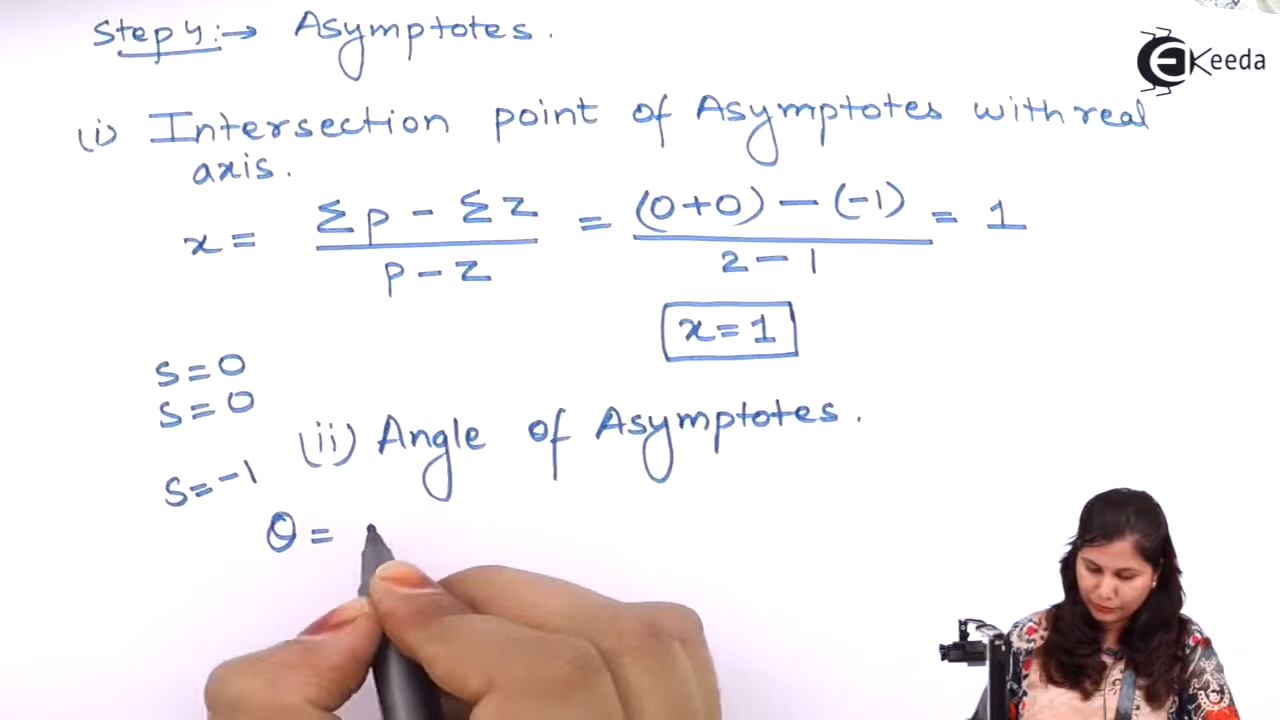 Step 4:→ Asymptotes.
EKeeda
(i) Intersection point of Asymptotes with real
axis.
x = Σp - Σz / p - z = (0+0) - (-1) / 2 - 1 = 1
x = 1
s = 0
s = 0
(ii) Angle of Asymptotes.
s = -1
θ =